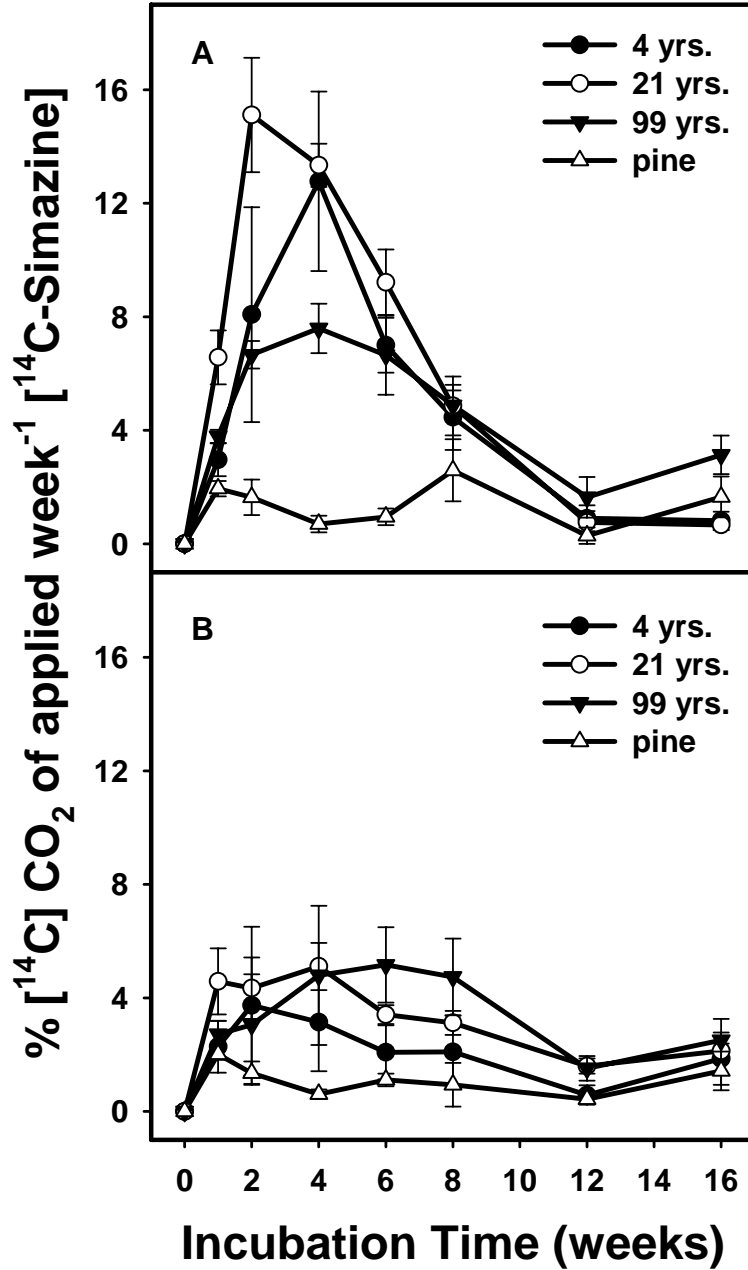 % [¹⁴C] CO₂ of applied week⁻¹ [¹⁴C-Simazine]
A
4 yrs.
21 yrs.
99 yrs.
pine
16
12
8
4
0
B
4 yrs.
21 yrs.
99 yrs.
pine
16
12
8
4
0
0 2 4 6 8 10 12 14 16
Incubation Time (weeks)